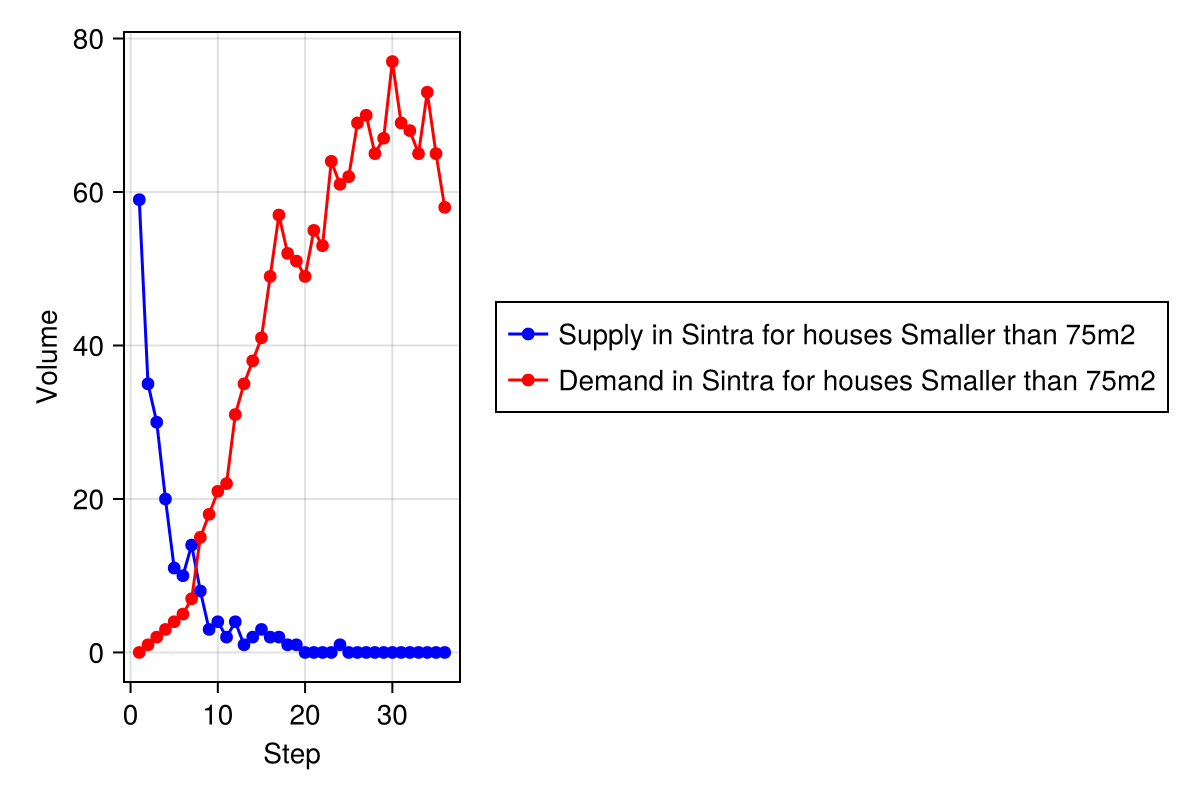 80
60
40
20
0
Volume
0 10 20 30
Step
Supply in Sintra for houses Smaller than 75m2
Demand in Sintra for houses Smaller than 75m2